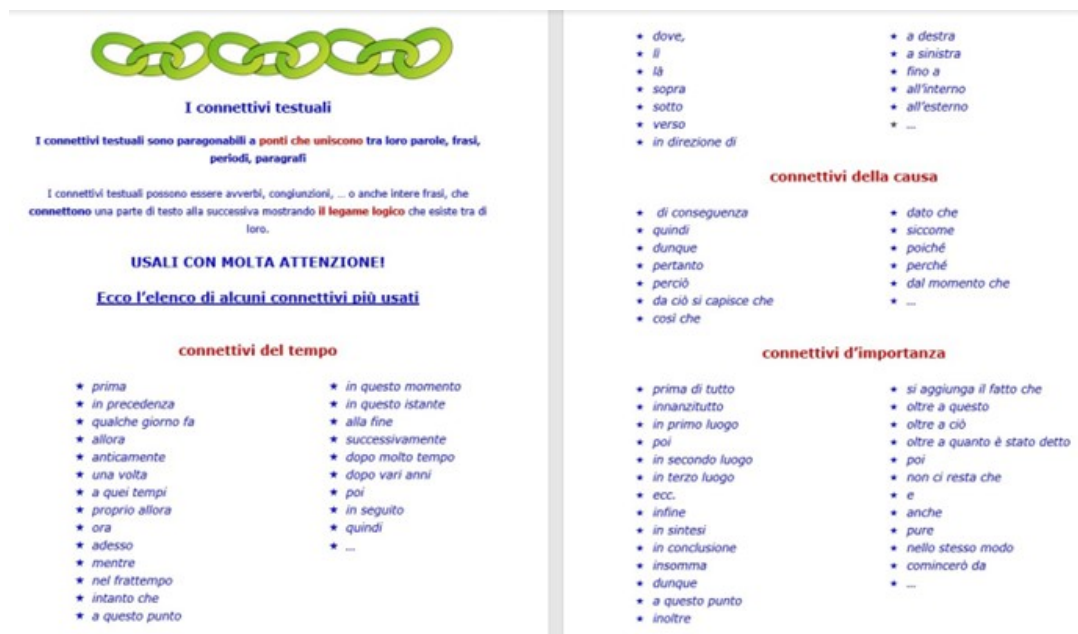 I connettivi testuali
I connettivi testuali sono paragonabili a ponti che uniscono tra loro parole, frasi,
periodi, paragrafi
I connettivi testuali possono essere avverbi, congiunzioni, ... o anche intere frasi, che
connettono una parte di testo alla successiva mostrando il legame logico che esiste tra di
loro.
USALI CON MOLTA ATTENZIONE!
Ecco l'elenco di alcuni connettivi più usati
connettivi del tempo
prima
in precedenza
qualche giorno fa
allora
anticamente
una volta
a quei tempi
proprio allora
ora
adesso
mentre
nel frattempo
intanto che
a questo punto
in questo momento
in questo istante
alla fine
successivamente
dopo molto tempo
dopo vari anni
poi
in seguito
quindi
...
dove,
lì
là
sopra
sotto
verso
in direzione di
a destra
a sinistra
fino a
all'interno
all'esterno
...
connettivi della causa
di conseguenza
quindi
dunque
pertanto
perciò
da ciò si capisce che
così che
dato che
siccome
poiché
perché
dal momento che
...
connettivi d'importanza
prima di tutto
innanzitutto
in primo luogo
poi
in secondo luogo
in terzo luogo
ecc.
infine
in sintesi
in conclusione
insomma
dunque
a questo punto
inoltre
si aggiunga il fatto che
oltre a questo
oltre a ciò
oltre a quanto è stato detto
poi
non ci resta che
e
anche
pure
nello stesso modo
comincerò da
...